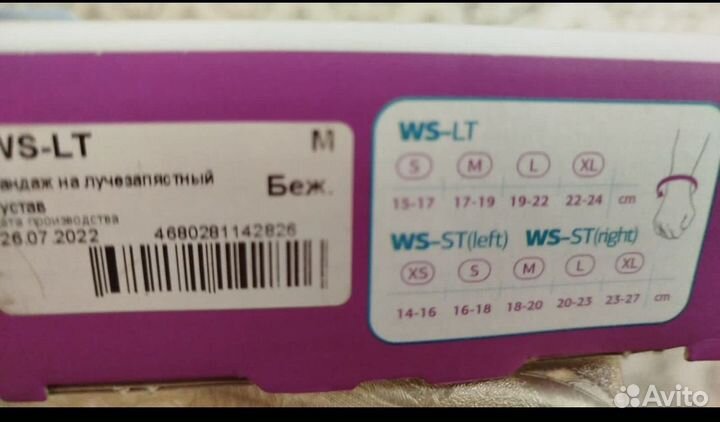 WS-LT M
андаж на лучезапястный
Беж.
устав
ата производства
26.07.2022
4680281142826
WS-LT
S M L XL
15-17 17-19 19-22 22-24 cm
WS-ST(left) WS-ST(right)
XS S M L XL
14-16 16-18 18-20 20-23 23-27 cm
Avito